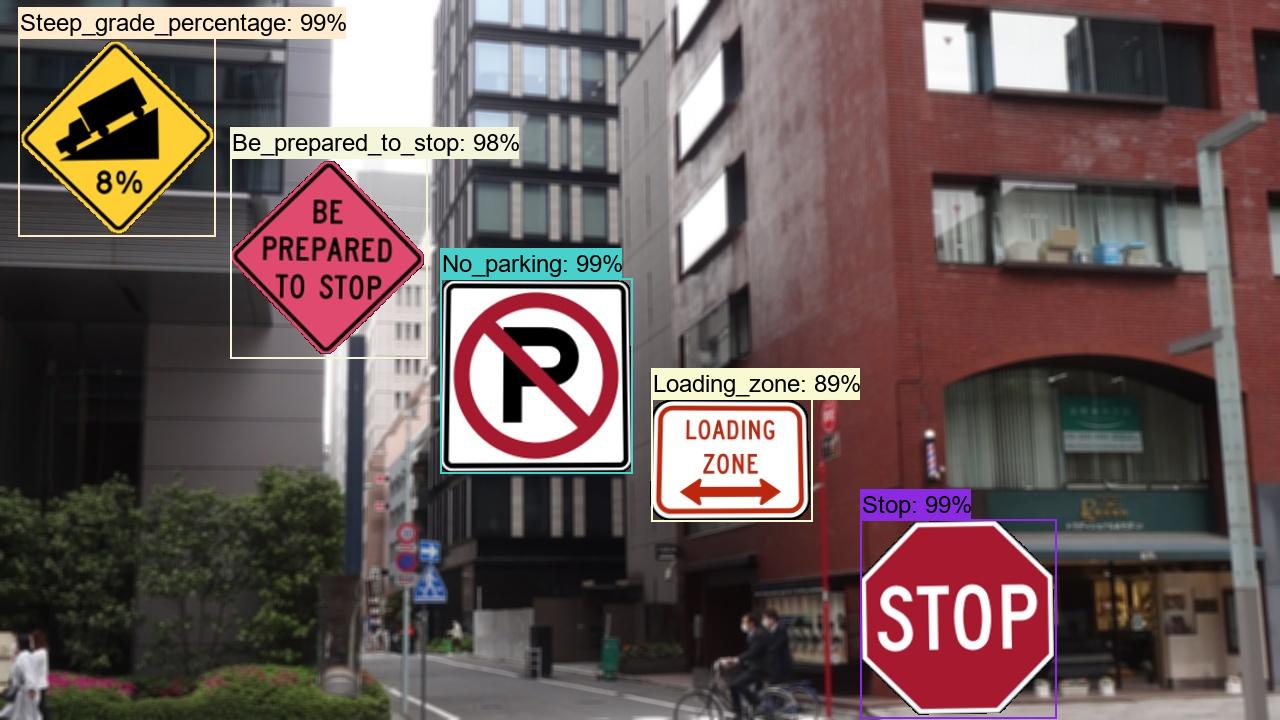 Steep_grade_percentage: 99%
8%
Be_prepared_to_stop: 98%
BE
PREPARED
TO STOP
No_parking: 99%
P
Loading_zone: 89%
LOADING
ZONE
Stop: 99%
STOP